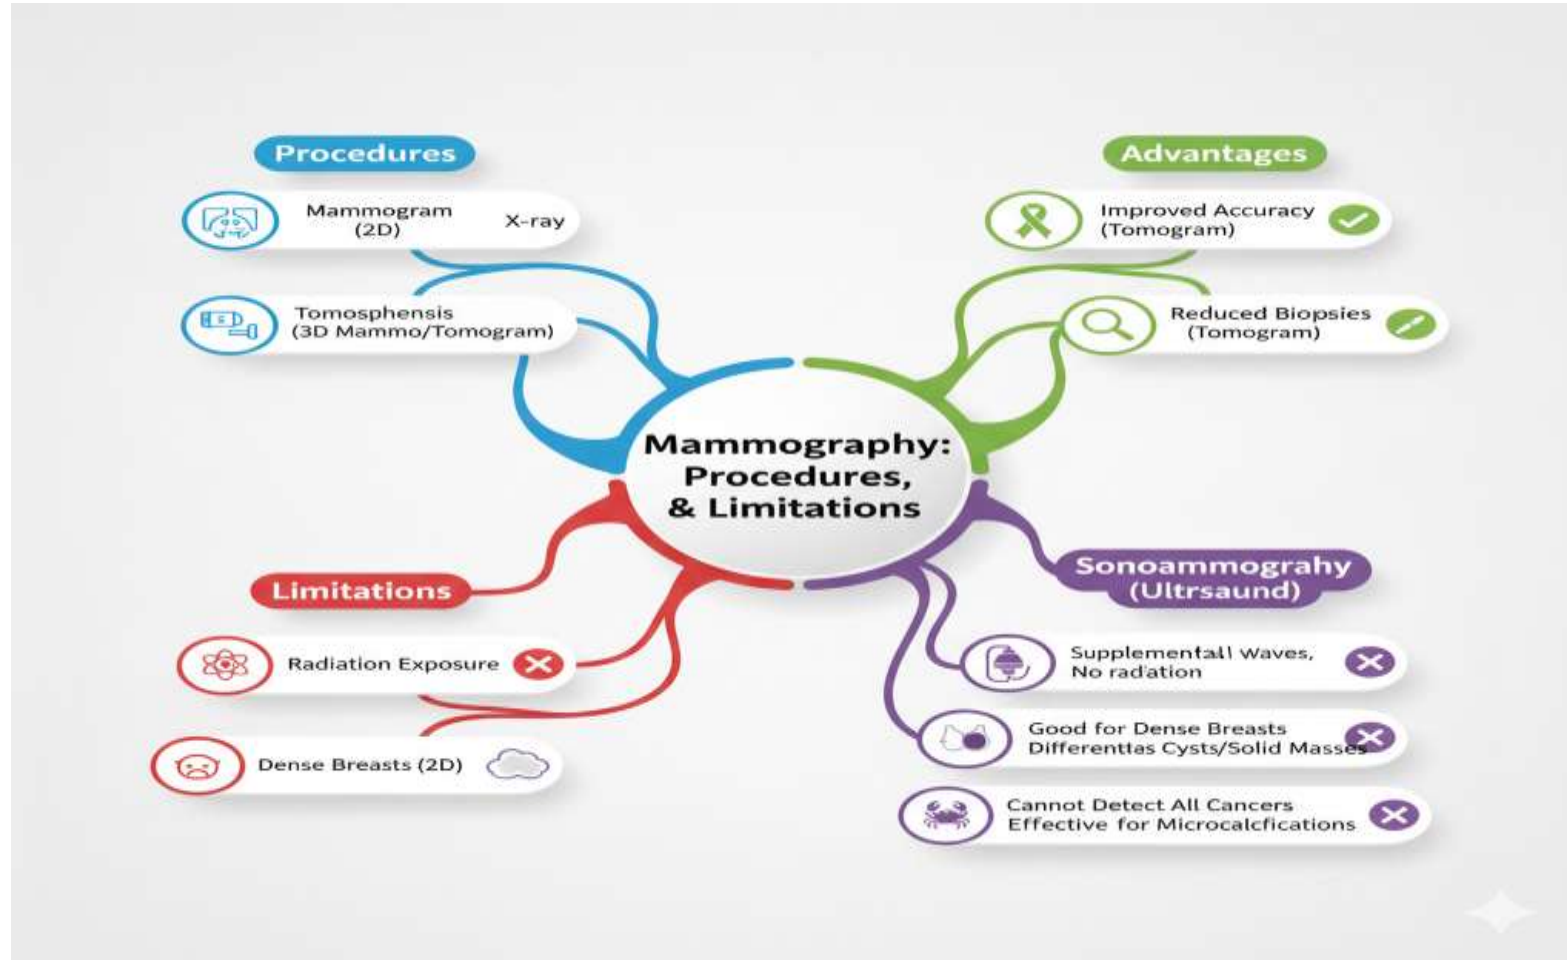 Procedures
Mammogram
(2D)
X-ray
Tomosphensis
(3D Mammo/Tomogram)
Advantages
Improved Accuracy
(Tomogram)
Reduced Biopsies
(Tomogram)
Mammography:
Procedures,
& Limitations
Limitations
Radiation Exposure
Dense Breasts (2D)
Sonoammograhy
(Ultrsaund)
Supplementall Waves,
No radiation
Good for Dense Breasts
Differenttas Cysts/Solid Masses
Cannot Detect All Cancers
Effective for Microcalcfications